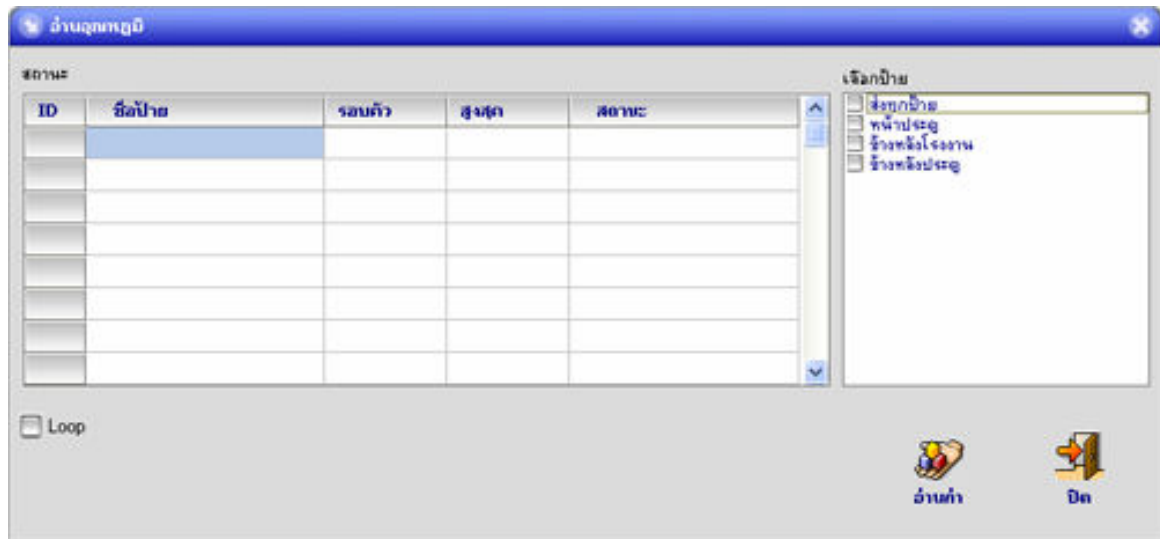 อ่านอุณหภูมิ
สถานะ
เลือกป้าย
ID ชื่อป้าย รอบตัว สูงสุด สถานะ
ส่งทุกป้าย
หน้าประตู
ข้างหลังโรงงาน
ข้างหลังประตู
Loop
อ่านค่า
ปิด